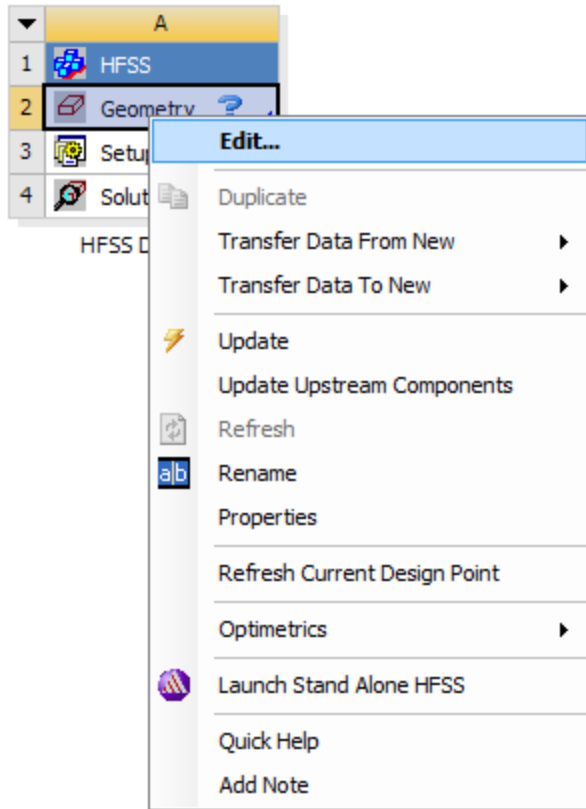 A
1 HFSS
2 Geometry ?
3 Setu
4 Solut
HFSS D
Edit...
Duplicate
Transfer Data From New
Transfer Data To New
Update
Update Upstream Components
Refresh
a|b Rename
Properties
Refresh Current Design Point
Optimetrics
Launch Stand Alone HFSS
Quick Help
Add Note